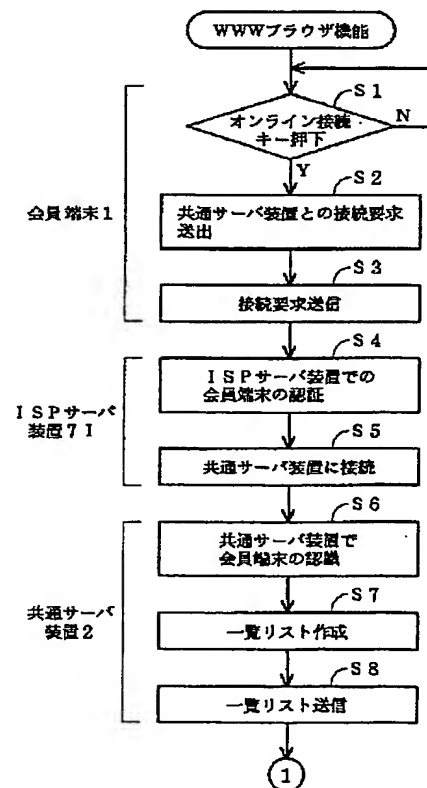 WWWブラウザ機能
S1
オンライン接続
キー押下
N
Y
S2
共通サーバ装置との接続要求
送出
会員端末1
S3
接続要求送信
S4
ISPサーバ装置での
会員端末の認証
ISPサーバ
装置71
S5
共通サーバ装置に接続
S6
共通サーバ装置で
会員端末の認識
S7
共通サーバ
装置2
一覧リスト作成
S8
一覧リスト送信
1